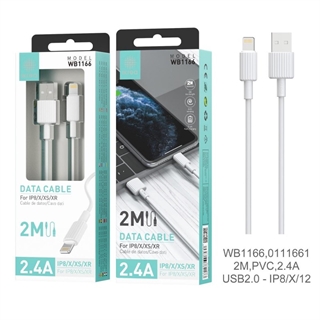 MODEL
WB1166
2M
DATA CABLE
For IP8/X/XS/XR
2.4A
IP8/X/XS/XR
MODEL
WB1166
2M
DATA CABLE
For IP8/X/XS/XR
2.4A
IP8/X/XS/XR
WB1166,0111661
2M,PVC,2.4A
USB2.0 - IP8/X/12